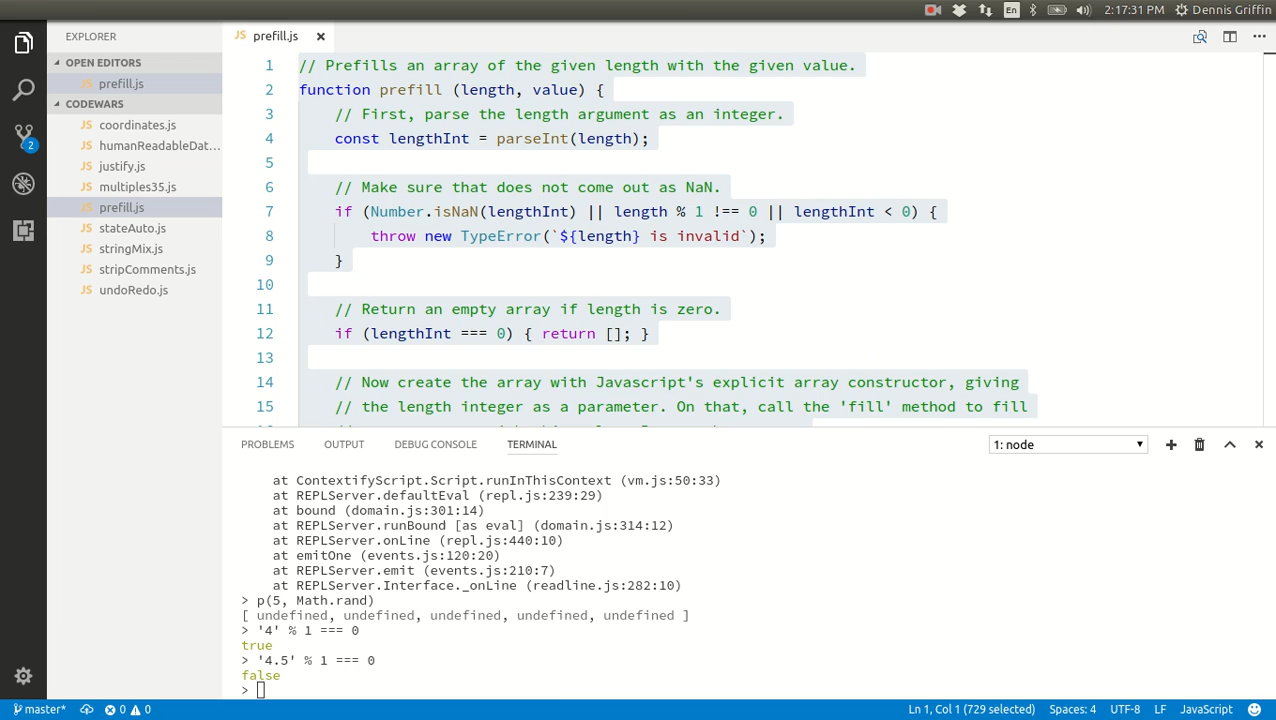 En
2:17:31 PM
Dennis Griffin
EXPLORER
OPEN EDITORS
prefill.js
CODEWARS
JS coordinates.js
JS humanReadableDat...
JS justify.js
JS multiples35.js
JS prefill.js
JS stateAuto.js
JS stringMix.js
JS stripComments.js
JS undoRedo.js
2
JS prefill.js ×
1 // Prefills an array of the given length with the given value.
2 function prefill (length, value) {
3 // First, parse the length argument as an integer.
4 const lengthInt = parseInt(length);
5
6 // Make sure that does not come out as NaN.
7 if (Number.isNaN(lengthInt) || length % 1 !== 0 || lengthInt < 0) {
8 throw new TypeError(`${length} is invalid`);
9 }
10
11 // Return an empty array if length is zero.
12 if (lengthInt === 0) { return []; }
13
14 // Now create the array with Javascript's explicit array constructor, giving
15 // the length integer as a parameter. On that, call the 'fill' method to fill
PROBLEMS OUTPUT DEBUG CONSOLE TERMINAL
1: node
at ContextifyScript.Script.runInThisContext (vm.js:50:33)
at REPLServer.defaultEval (repl.js:239:29)
at bound (domain.js:301:14)
at REPLServer.runBound [as eval] (domain.js:314:12)
at REPLServer.onLine (repl.js:440:10)
at emitOne (events.js:120:20)
at REPLServer.emit (events.js:210:7)
at REPLServer.Interface._onLine (readline.js:282:10)
> p(5, Math.rand)
[ undefined, undefined, undefined, undefined, undefined ]
> '4' % 1 === 0
true
> '4.5' % 1 === 0
false
>
master* 0 0
Ln 1, Col 1 (729 selected) Spaces: 4 UTF-8 LF JavaScript